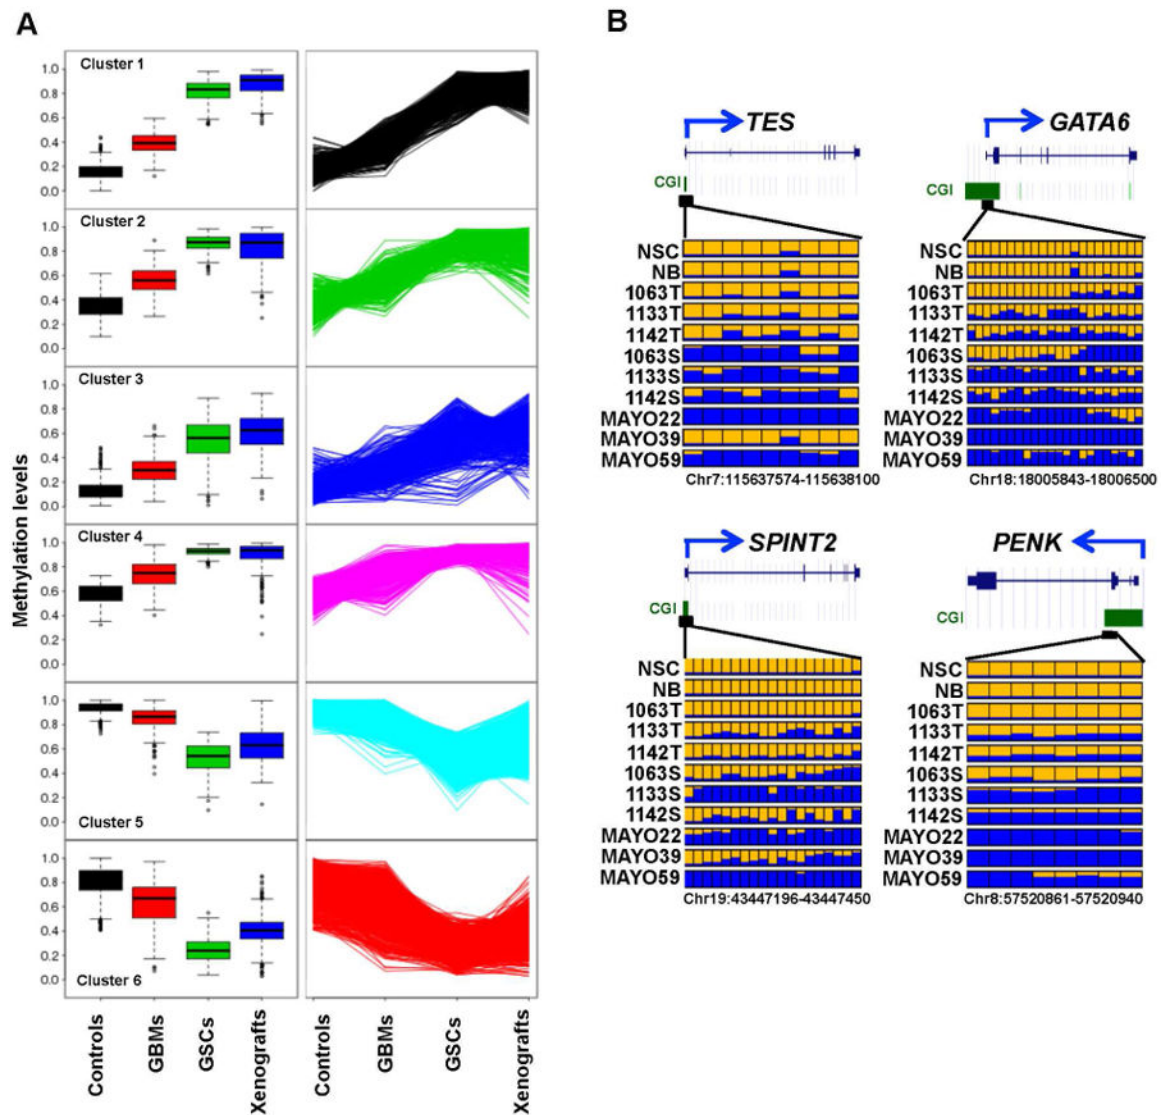 A
B
Methylation levels
Cluster 1
1.0
0.8
0.6
0.4
0.2
0.0
Cluster 2
1.0
0.8
0.6
0.4
0.2
0.0
Cluster 3
1.0
0.8
0.6
0.4
0.2
0.0
Cluster 4
1.0
0.8
0.6
0.4
0.2
0.0
1.0
0.8
0.6
0.4
0.2
0.0
Cluster 5
1.0
0.8
0.6
0.4
0.2
0.0
Cluster 6
Controls
GBMs
GSCs
Xenografts
Controls
GBMs
GSCs
Xenografts
TES
CGI
NSC
NB
1063T
1133T
1142T
1063S
1133S
1142S
MAYO22
MAYO39
MAYO59
Chr7:115637574-115638100
GATA6
CGI
NSC
NB
1063T
1133T
1142T
1063S
1133S
1142S
MAYO22
MAYO39
MAYO59
Chr18:18005843-18006500
SPINT2
CGI
NSC
NB
1063T
1133T
1142T
1063S
1133S
1142S
MAYO22
MAYO39
MAYO59
Chr19:43447196-43447450
PENK
CGI
NSC
NB
1063T
1133T
1142T
1063S
1133S
1142S
MAYO22
MAYO39
MAYO59
Chr8:57520861-57520940